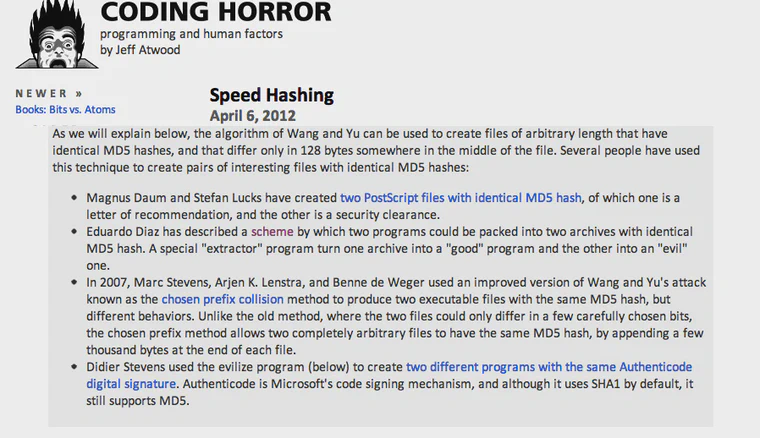 CODING HORROR
programming and human factors
by Jeff Atwood
NEWER »
Books: Bits vs. Atoms
Speed Hashing
April 6, 2012
As we will explain below, the algorithm of Wang and Yu can be used to create files of arbitrary length that have
identical MD5 hashes, and that differ only in 128 bytes somewhere in the middle of the file. Several people have used
this technique to create pairs of interesting files with identical MD5 hashes:
• Magnus Daum and Stefan Lucks have created two PostScript files with identical MD5 hash, of which one is a
letter of recommendation, and the other is a security clearance.
• Eduardo Diaz has described a scheme by which two programs could be packed into two archives with identical
MD5 hash. A special "extractor" program turn one archive into a "good" program and the other into an "evil"
one.
• In 2007, Marc Stevens, Arjen K. Lenstra, and Benne de Weger used an improved version of Wang and Yu's attack
known as the chosen prefix collision method to produce two executable files with the same MD5 hash, but
different behaviors. Unlike the old method, where the two files could only differ in a few carefully chosen bits,
the chosen prefix method allows two completely arbitrary files to have the same MD5 hash, by appending a few
thousand bytes at the end of each file.
• Didier Stevens used the evilize program (below) to create two different programs with the same Authenticode
digital signature. Authenticode is Microsoft's code signing mechanism, and although it uses SHA1 by default, it
still supports MD5.